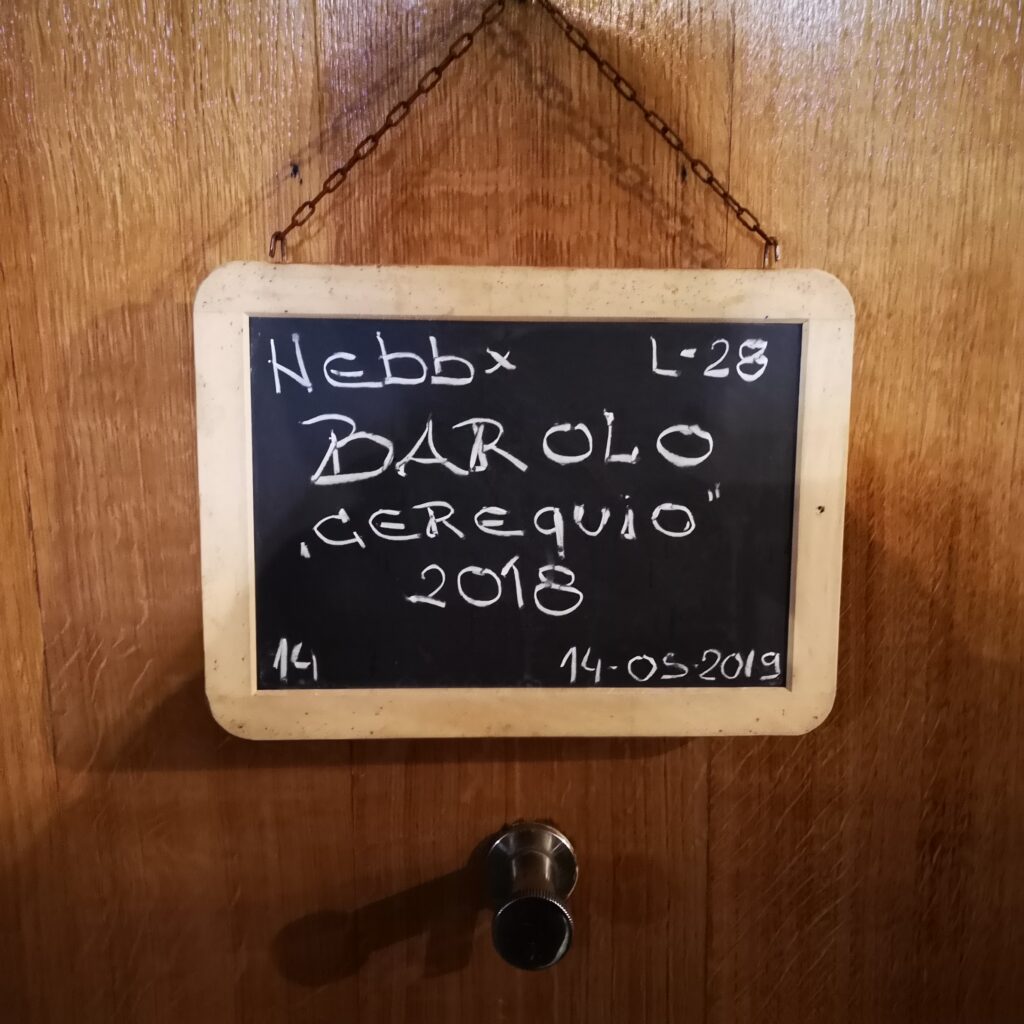 Nebb x L-28
BAROLO
"CEREQUIO"
2018
14 14-05-2019